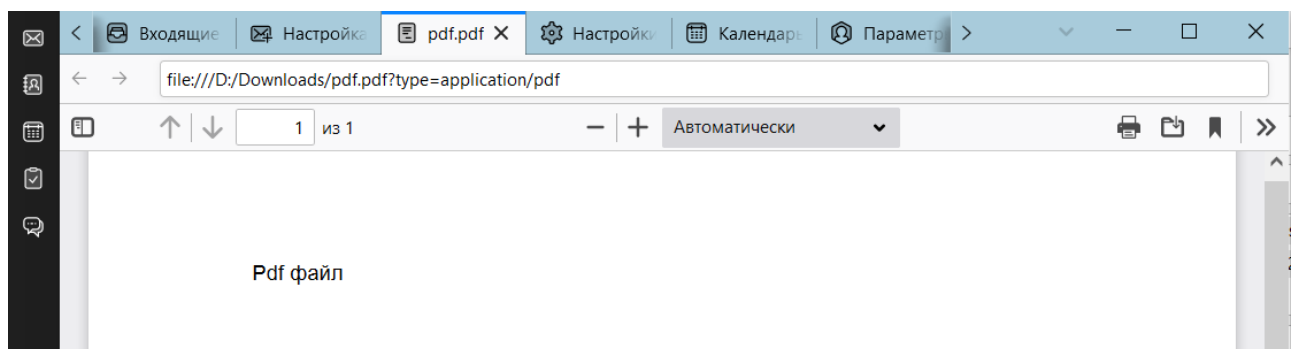 Входящие Настройка pdf.pdf Настройки Календарь Параметр
file:///D:/Downloads/pdf.pdf?type=application/pdf
1 из 1 Автоматически
Pdf файл